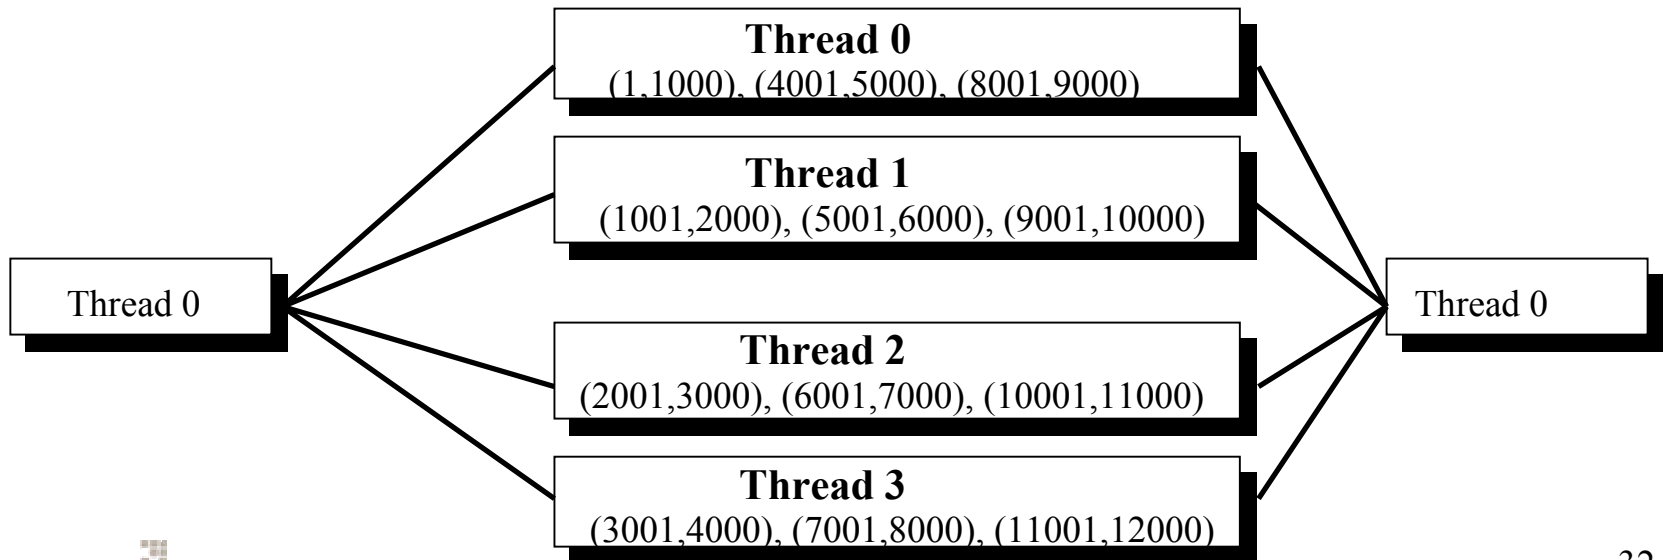 Thread 0
(1,1000), (4001,5000), (8001,9000)
Thread 1
(1001,2000), (5001,6000), (9001,10000)
Thread 0
Thread 0
Thread 2
(2001,3000), (6001,7000), (10001,11000)
Thread 3
(3001,4000), (7001,8000), (11001,12000)
32